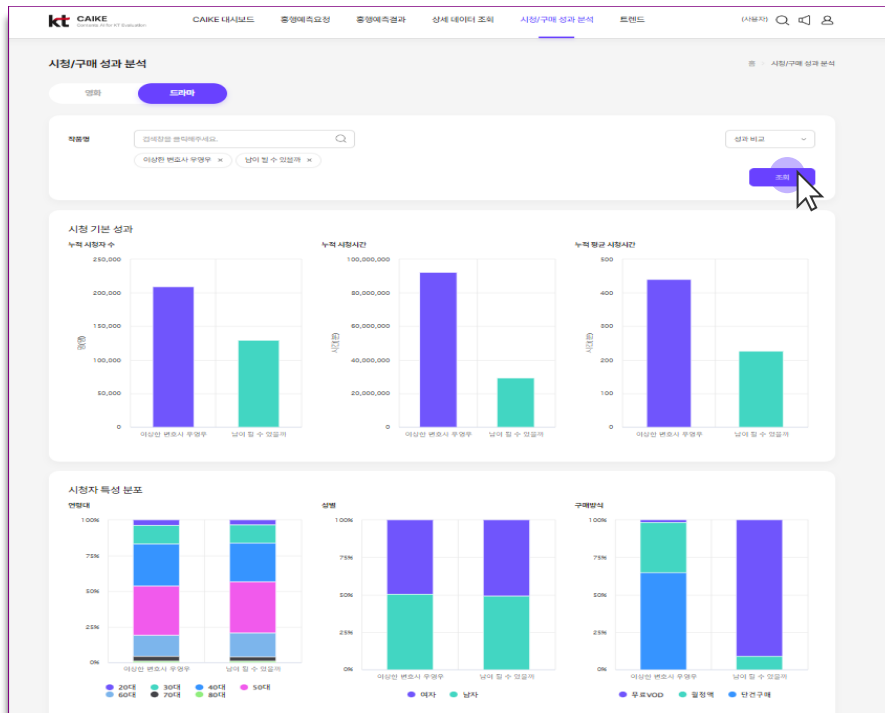 kt CAIKE
CAIKE 대시보드 흥행예측요청 흥행예측결과 상세 데이터 조회 시청/구매 성과 분석 트렌드 (사용자)
시청/구매 성과 분석
시청/구매 성과 분석
영화 드라마
작품명 검색창을 클릭해주세요. 성과 비교
이상한 변호사 우영우 × 남이 될 수 있을까 ×
조회
시청 기본 성과
누적 시청자 수 누적 시청시간 누적 평균 시청시간
250,000 100,000,000 500
200,000 80,000,000 400
150,000 60,000,000 300
100,000 40,000,000 200
50,000 20,000,000 100
0 0 0
시간(분) 시간(분)
이상한 변호사 우영우 남이 될 수 있을까 이상한 변호사 우영우 남이 될 수 있을까 이상한 변호사 우영우 남이 될 수 있을까
시청자 특성 분포
연령대 성별 구매방식
100% 100% 100%
75% 75% 75%
50% 50% 50%
25% 25% 25%
0% 0% 0%
이상한 변호사 우영우 남이 될 수 있을까 이상한 변호사 우영우 남이 될 수 있을까 이상한 변호사 우영우 남이 될 수 있을까
20대 30대 40대 50대 여자 남자 무료VOD 월정액 단건구매
60대 70대 80대